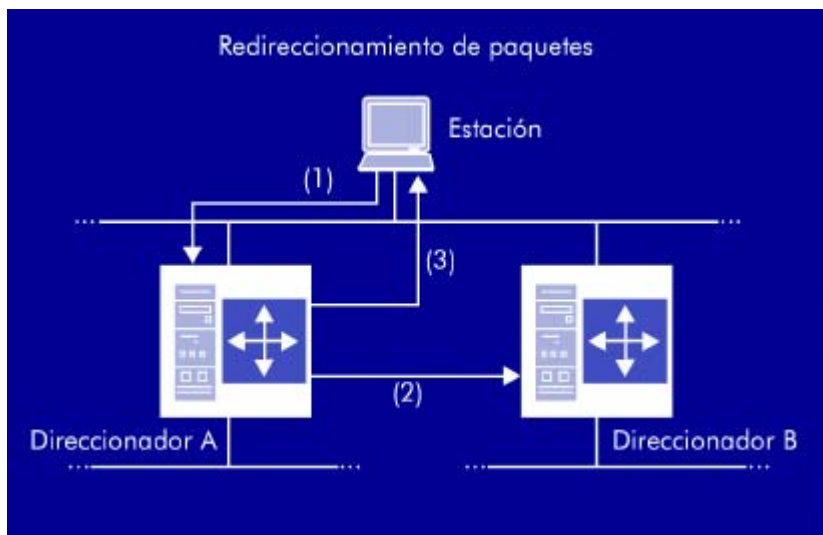 Redireccionamiento de paquetes
Estación
(1)
(3)
(2)
Direccionador A
Direccionador B